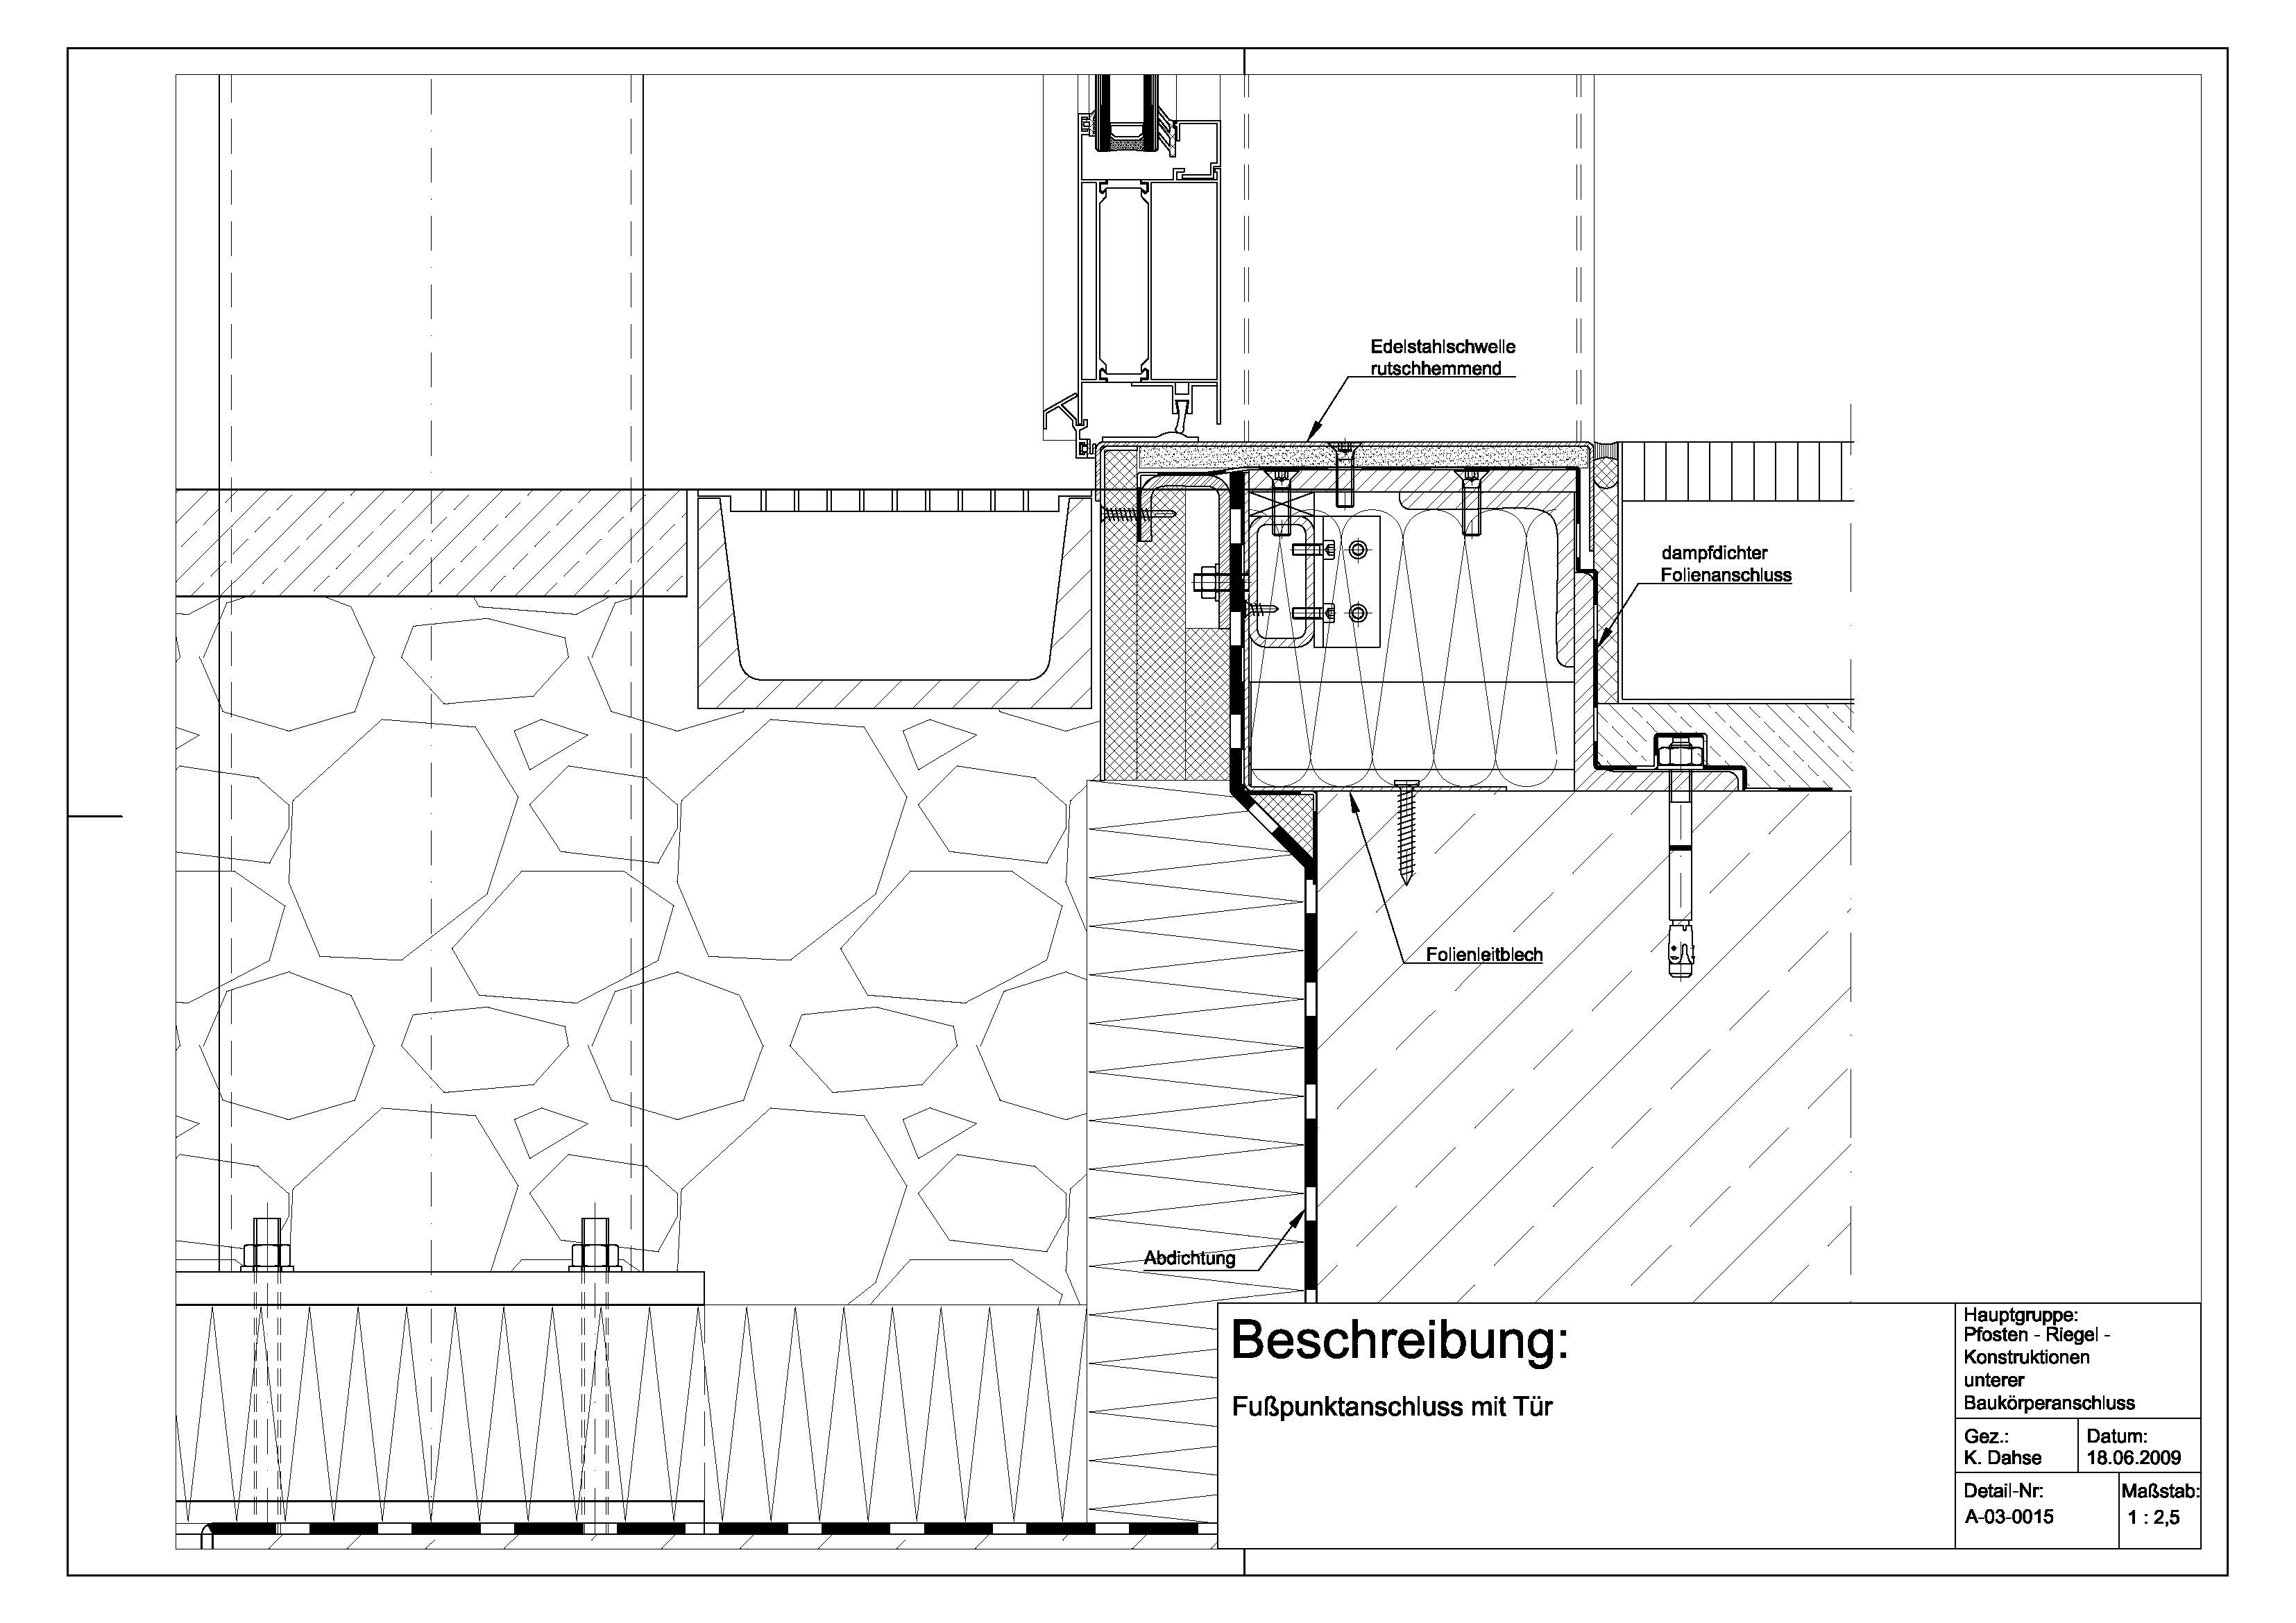 Edelstahlschwelle
rutschhemmend
dampfdichter
Folienanschluss
Folienleitblech
Abdichtung
Beschreibung:
Fußpunktanschluss mit Tür
Hauptgruppe:
Pfosten - Riegel -
Konstruktionen
unterer
Baukörperanschluss
Gez.:
K. Dahse
Datum:
18.06.2009
Detail-Nr:
A-03-0015
Maßstab:
1 : 2,5